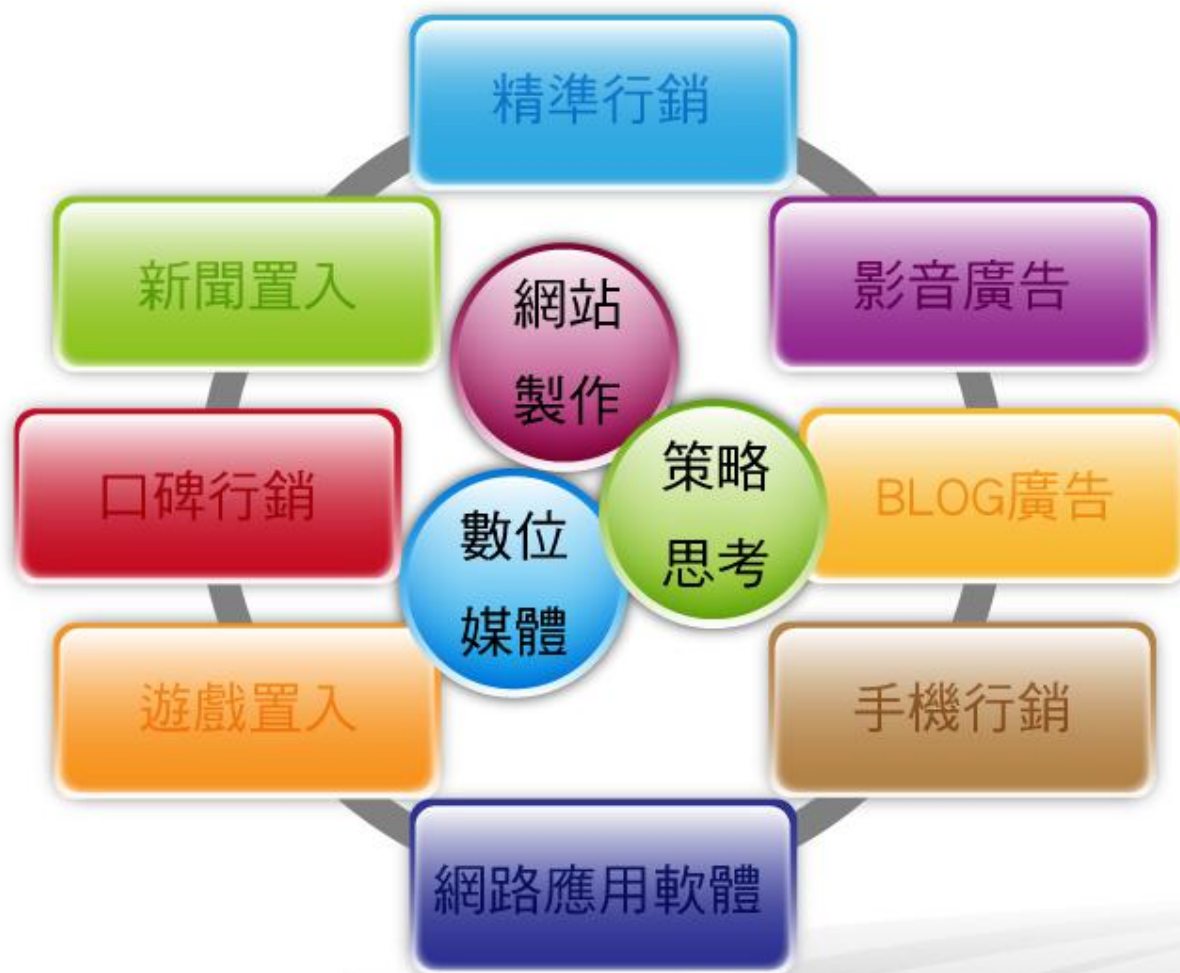 精準行銷
新聞置入
影音廣告
網站
製作
口碑行銷
策略
思考
BLOG廣告
數位
媒體
遊戲置入
手機行銷
網路應用軟體